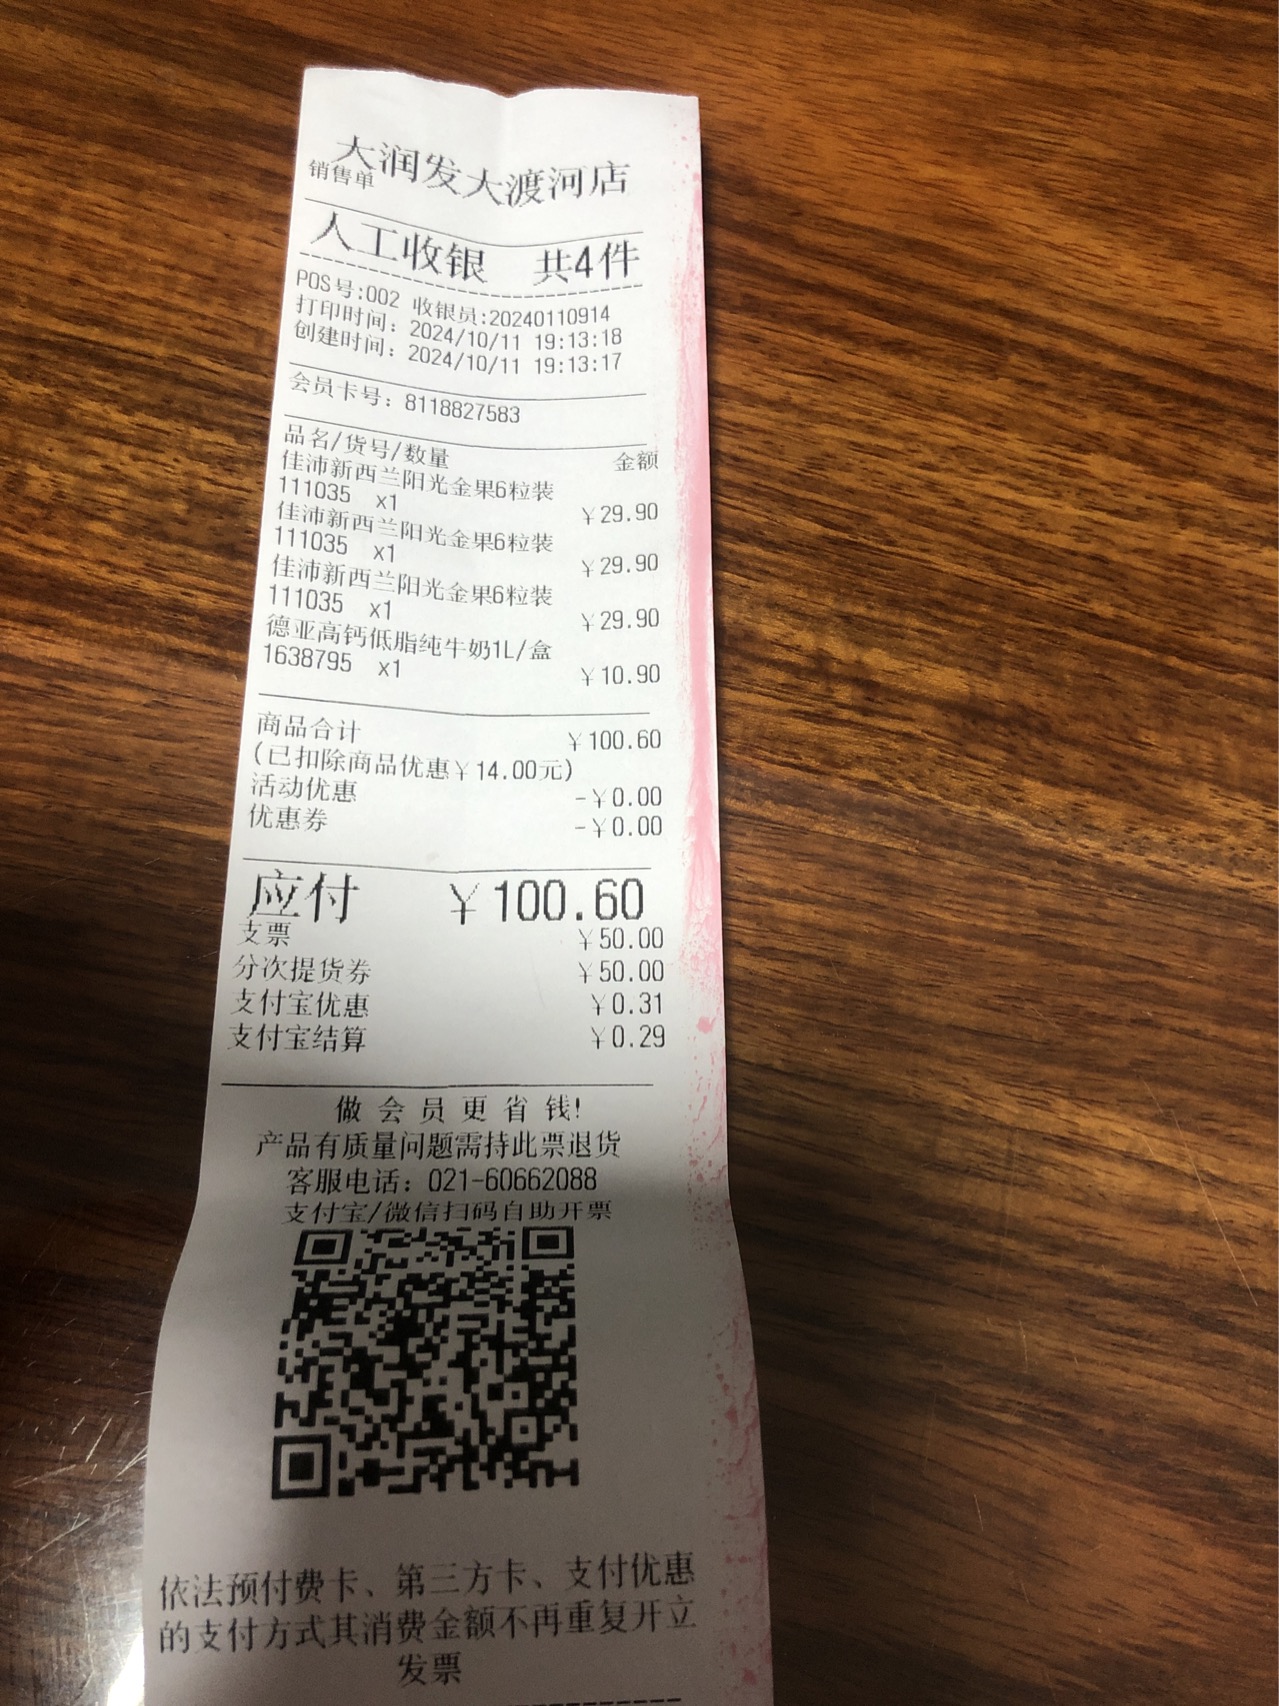 大润发大渡河店
销售单
人工收银 共4件
POS号:002 收银员:20240110914
打印时间: 2024/10/11 19:13:18
创建时间: 2024/10/11 19:13:17
会员卡号: 8118827583
品名/货号/数量 金额
佳沛新西兰阳光金果6粒装
111035 x1 ¥29.90
佳沛新西兰阳光金果6粒装
111035 x1 ¥29.90
佳沛新西兰阳光金果6粒装
111035 x1 ¥29.90
德亚高钙低脂纯牛奶1L/盒
1638795 x1 ¥10.90
商品合计 ¥100.60
(已扣除商品优惠¥14.00元)
活动优惠 -¥0.00
优惠券 -¥0.00
应付 ¥100.60
支票 ¥50.00
分次提货券 ¥50.00
支付宝优惠 ¥0.31
支付宝结算 ¥0.29
做会员更省钱!
产品有质量问题需持此票退货
客服电话: 021-60662088
支付宝/微信扫码自助开票
依法预付费卡、第三方卡、支付优惠
的支付方式其消费金额不再重复开立
发票